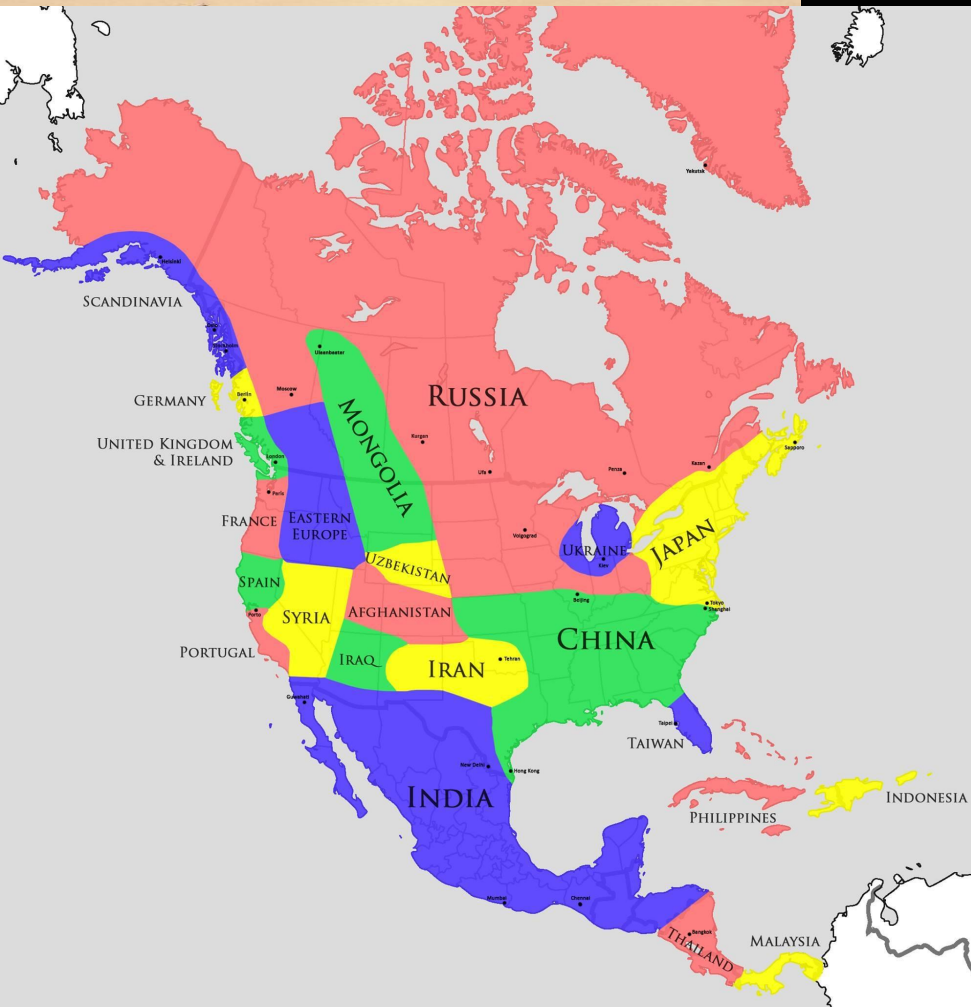 Yakutsk
Helsinki
SCANDINAVIA
Oslo
Ulaanbaatar
GERMANY
Berlin
Moscow
RUSSIA
MONGOLIA
Kurgan
Ufa
Penza
Kazan
Sapporo
UNITED KINGDOM
& IRELAND
London
Paris
FRANCE
EASTERN
EUROPE
Volgograd
UKRAINE
Kiev
JAPAN
UZBEKISTAN
SPAIN
SYRIA
AFGHANISTAN
Beijing
Tokyo
Shanghai
Porto
PORTUGAL
IRAQ
IRAN
Tehran
CHINA
Guwahati
Taipei
TAIWAN
New Delhi
Hong Kong
INDIA
PHILIPPINES
INDONESIA
Mumbai
Chennai
Bangkok
THAILAND
MALAYSIA